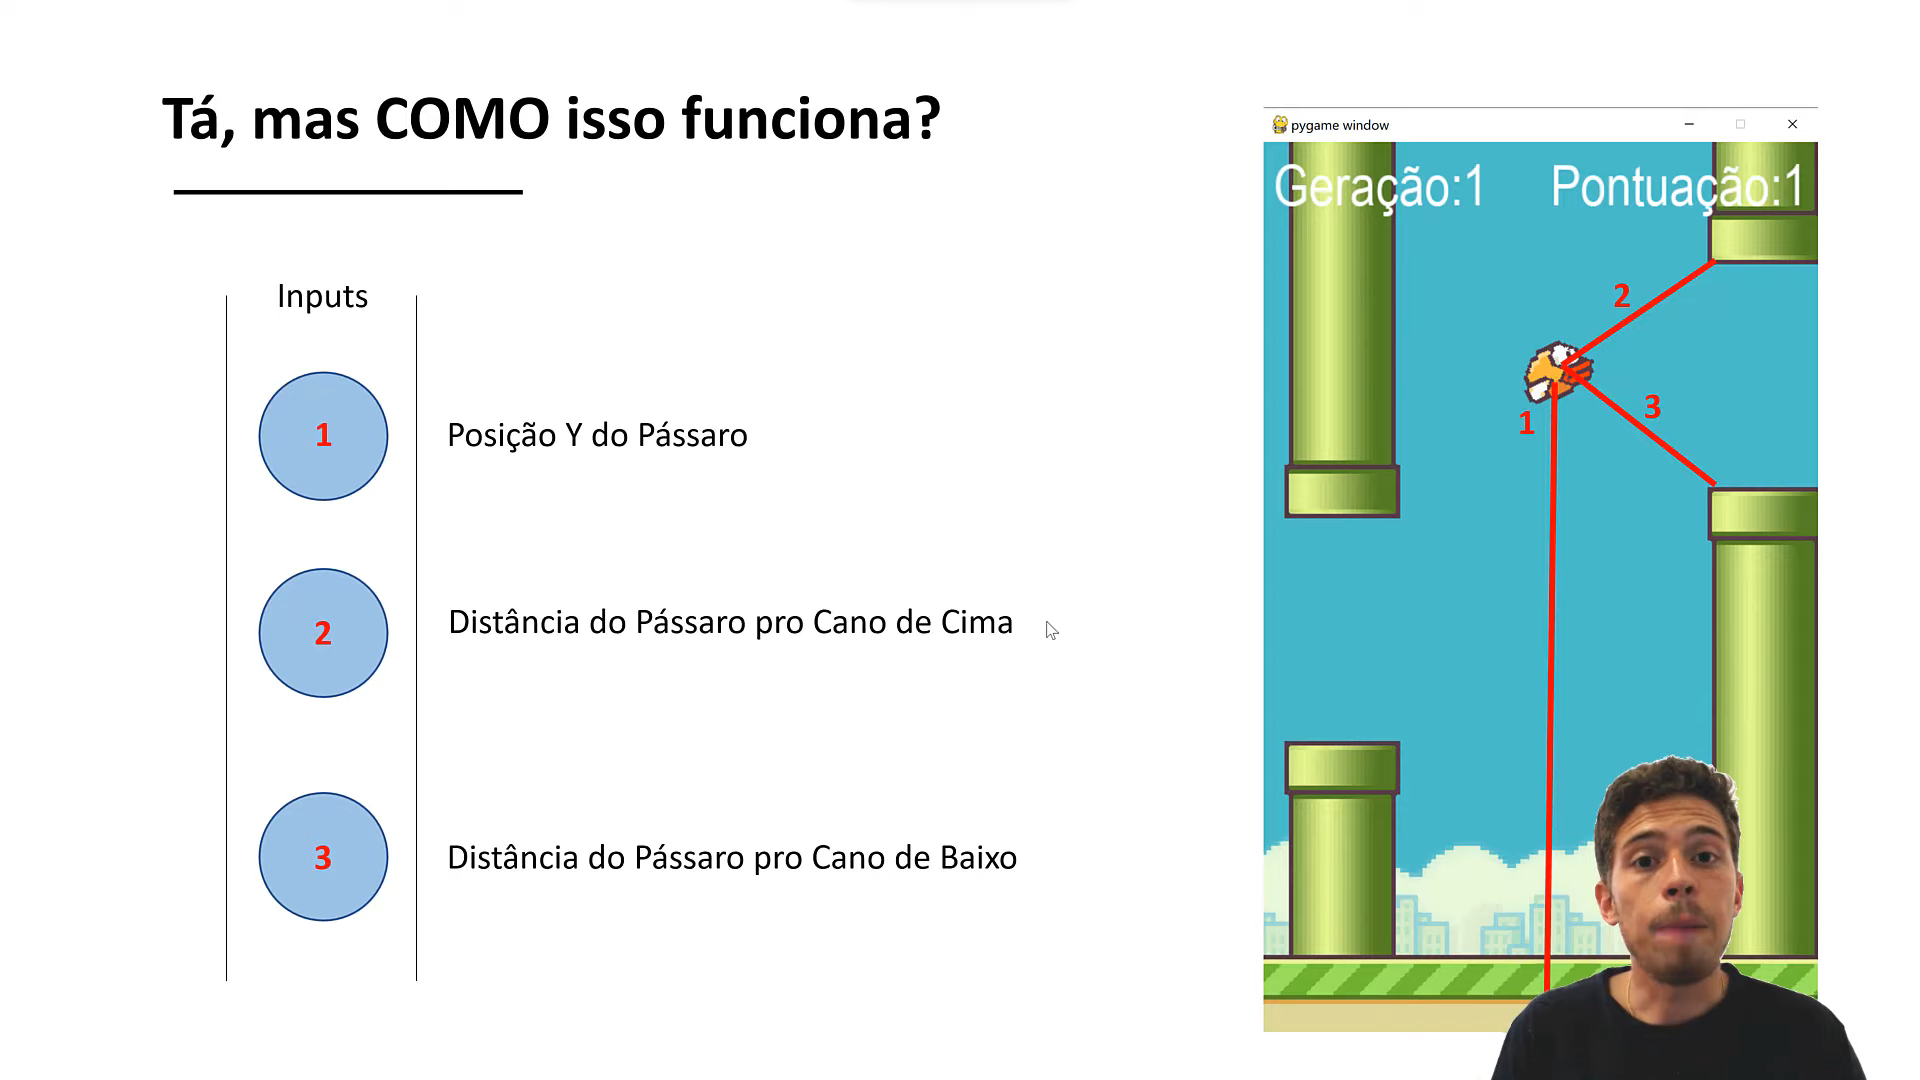 Tá, mas COMO isso funciona?
Inputs
1
Posição Y do Pássaro
2
Distância do Pássaro pro Cano de Cima
3
Distância do Pássaro pro Cano de Baixo
pygame window
Geração:1 Pontuação:1
2
3
1